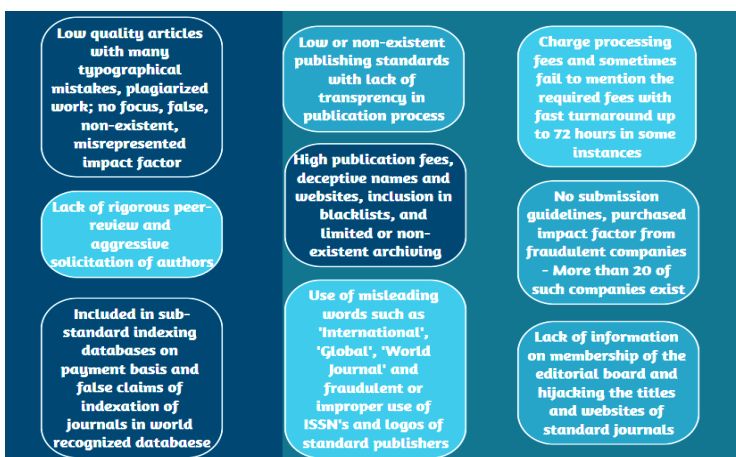 Low quality articles
with many
typographical
mistakes, plagiarized
work; no focus, false,
non-existent,
misrepresented
impact factor
Lack of rigorous peer-
review and
aggressive
solicitation of authors
Included in sub-
standard indexing
databases on
payment basis and
false claims of
indexation of
journals in world
recognized databaese
Low or non-existent
publishing standards
with lack of
transprency in
publication process
High publication fees,
deceptive names and
websites, inclusion in
blacklists, and
limited or non-
existent archiving
Use of misleading
words such as
'International',
'Global', 'World
Journal' and
fraudulent or
improper use of
ISSN's and logos of
standard publishers
Charge processing
fees and sometimes
fail to mention the
required fees with
fast turnaround up
to 72 hours in some
instances
No submission
guidelines, purchased
impact factor from
fraudulent companies
- More than 20 of
such companies exist
Lack of information
on membership of the
editorial board and
hijacking the titles
and websites of
standard journals